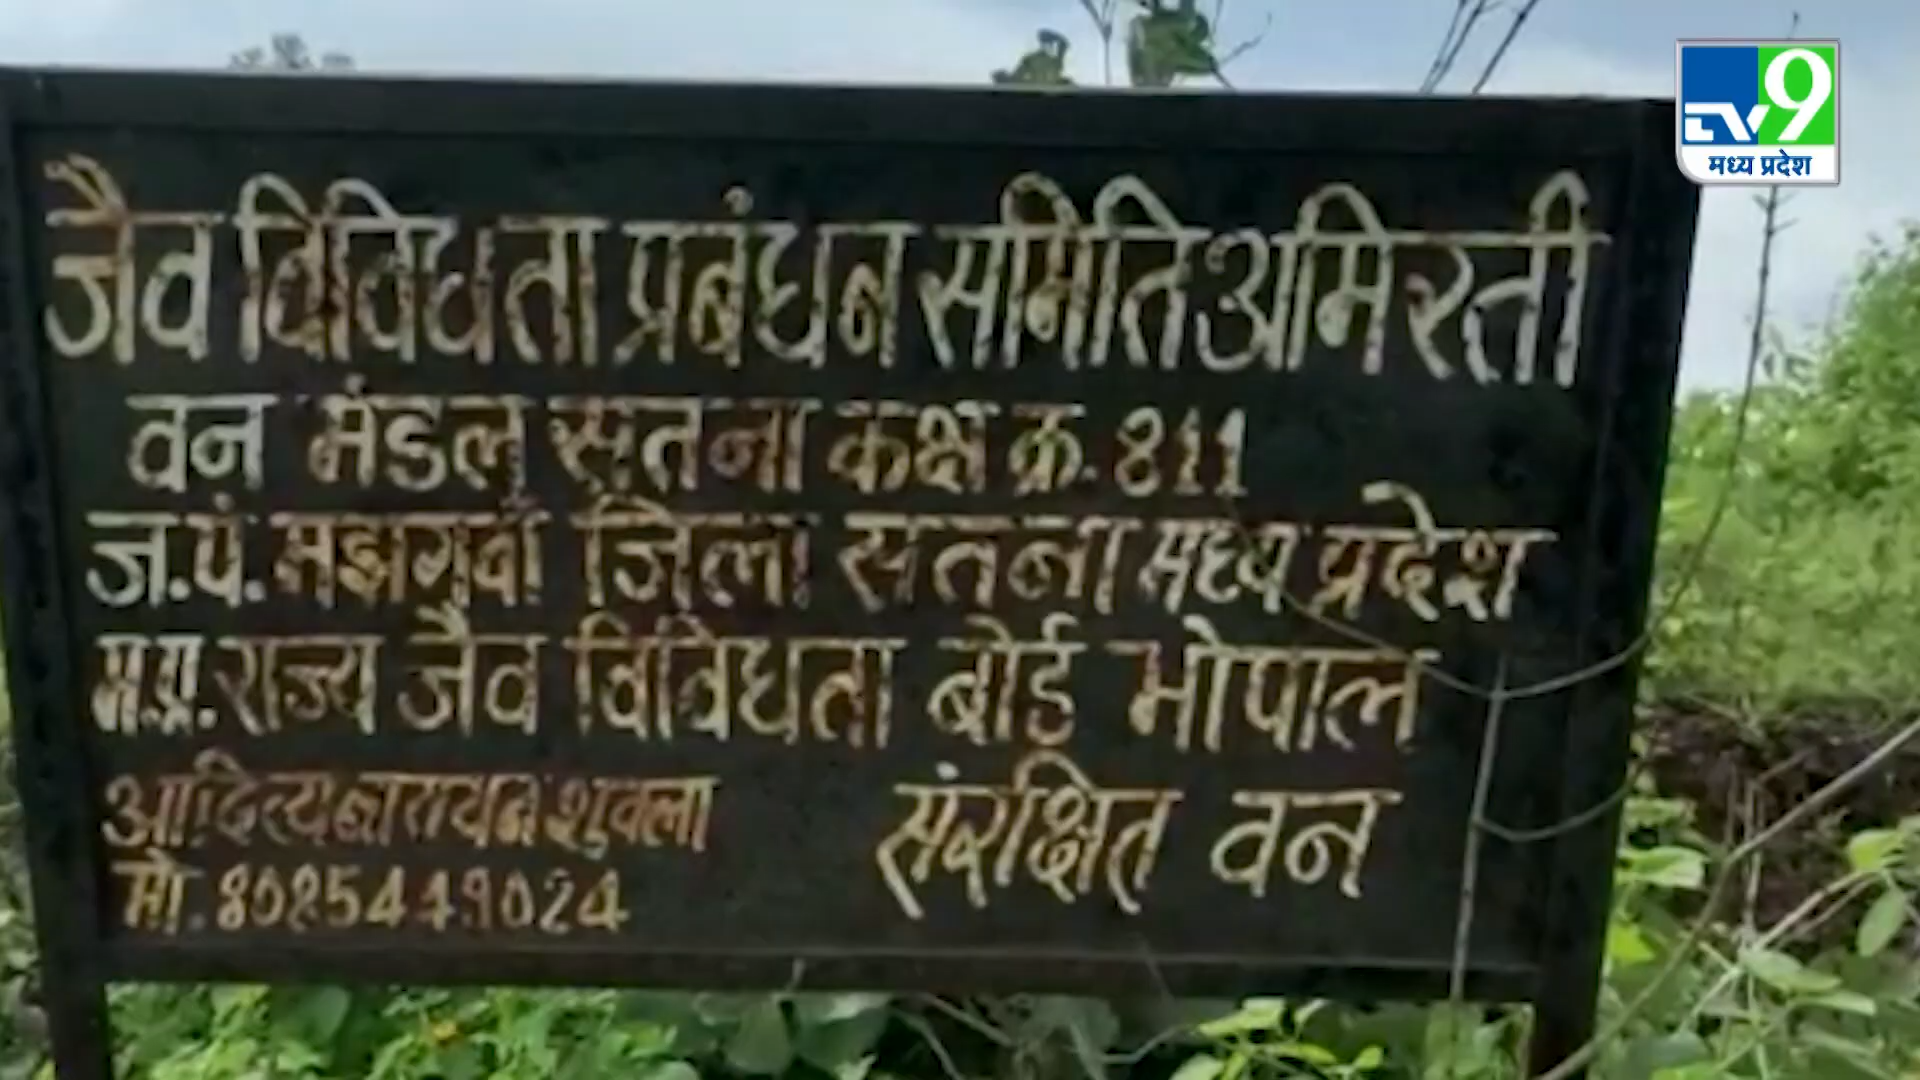 TV9
मध्य प्रदेश
जैव विविधता प्रबंधन समिति अमिरती
वन मंडल सतना कक्ष क्र. 811
ज.पं. मझगवां जिला सतना मध्य प्रदेश
म.प्र. राज्य जैव विविधता बोर्ड भोपाल
आदित्यनारायन शुक्ला
संरक्षित वन
मो. 8085449024